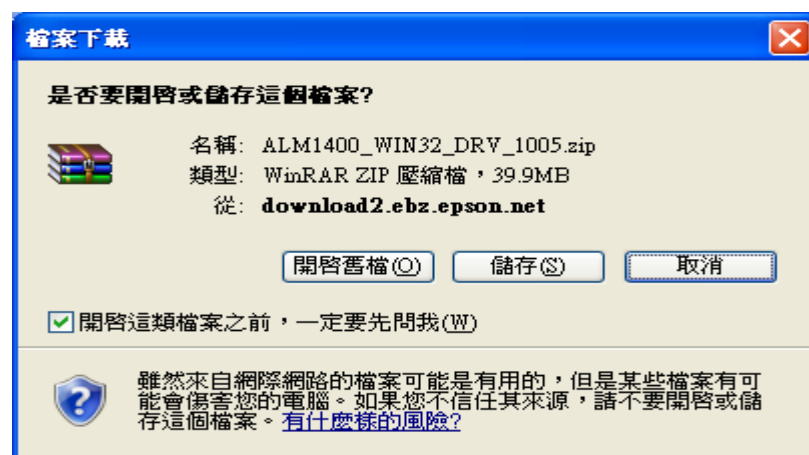 檔案下載
是否要開啟或儲存這個檔案?
名稱: ALM1400_WIN32_DRV_1005.zip
類型: WinRAR ZIP 壓縮檔，39.9MB
從: download2.ebz.epson.net
開啟舊檔(O) 儲存(S) 取消
開啟這類檔案之前，一定要先問我(W)
雖然來自網際網路的檔案可能是有用的，但是某些檔案有可
能會傷害您的電腦。如果您不信任其來源，請不要開啟或儲
存這個檔案。有什麼樣的風險?